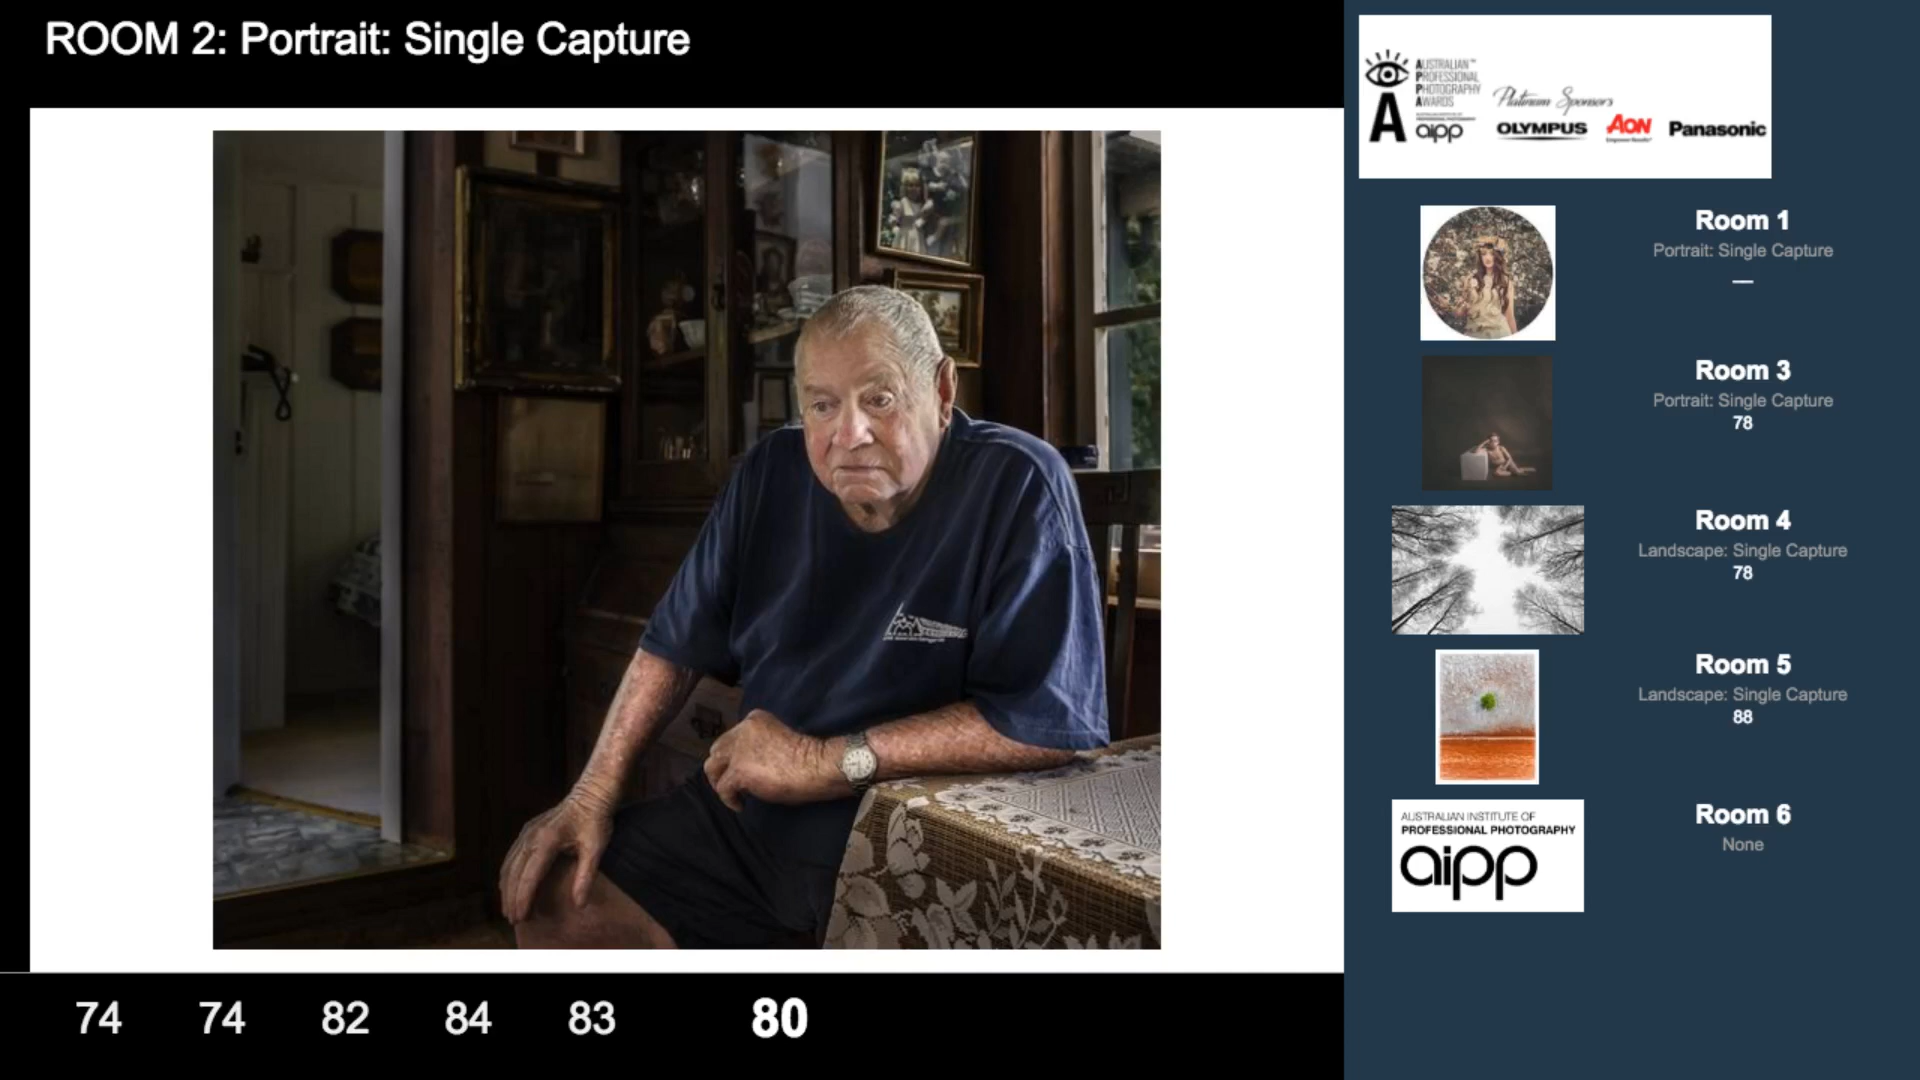 ROOM 2: Portrait: Single Capture
74 74 82 84 83 80
AUSTRALIAN™
PROFESSIONAL
PHOTOGRAPHY
AWARDS
A
aipp
Platinum Sponsors
OLYMPUS
AON
Panasonic
Room 1
Portrait: Single Capture
—
Room 3
Portrait: Single Capture
78
Room 4
Landscape: Single Capture
78
Room 5
Landscape: Single Capture
88
AUSTRALIAN INSTITUTE OF
PROFESSIONAL PHOTOGRAPHY
aipp
Room 6
None